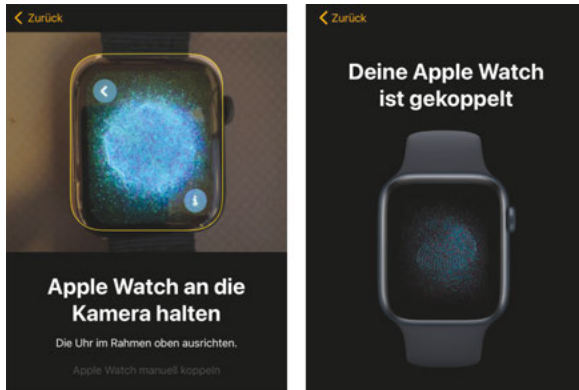 Zurück
Apple Watch an die
Kamera halten
Die Uhr im Rahmen oben ausrichten.
Apple Watch manuell koppeln
Zurück
Deine Apple Watch
ist gekoppelt